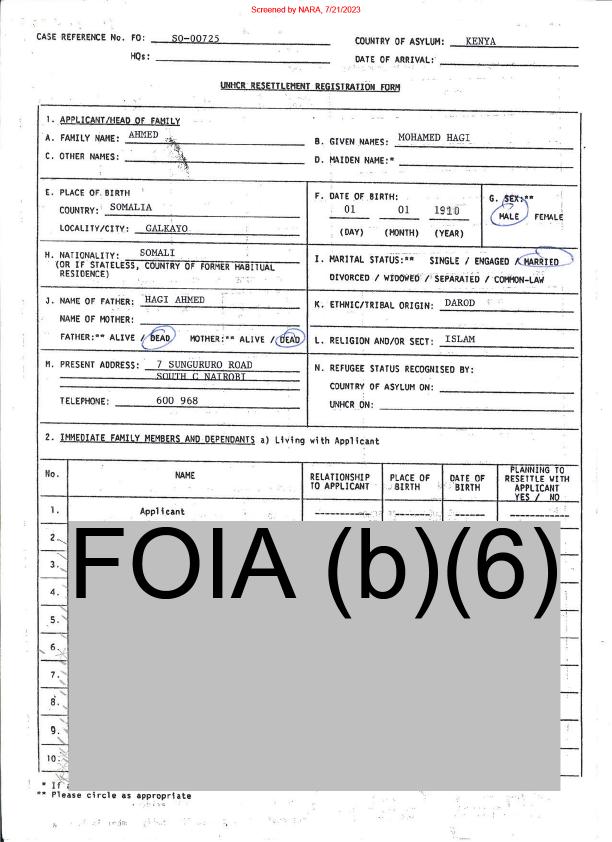 Screened by NARA, 7/21/2023
CASE REFERENCE No. FO: SO-00725
COUNTRY OF ASYLUM: KENYA
HQs:
DATE OF ARRIVAL:
UNHCR RESETTLEMENT REGISTRATION FORM
1. APPLICANT/HEAD OF FAMILY
A. FAMILY NAME: AHMED
B. GIVEN NAMES: MOHAMED HAGI
C. OTHER NAMES:
D. MAIDEN NAME:*
E. PLACE OF BIRTH
COUNTRY: SOMALIA
LOCALITY/CITY: GALKAYO
F. DATE OF BIRTH:
01 01 1910
(DAY) (MONTH) (YEAR)
G. SEX:**
MALE FEMALE
H. NATIONALITY: SOMALI
(OR IF STATELESS, COUNTRY OF FORMER HABITUAL
RESIDENCE)
I. MARITAL STATUS:** SINGLE / ENGAGED / MARRIED
DIVORCED / WIDOWED / SEPARATED / COMMON-LAW
J. NAME OF FATHER: HAGI AHMED
NAME OF MOTHER:
FATHER:** ALIVE / DEAD MOTHER:** ALIVE / DEAD
K. ETHNIC/TRIBAL ORIGIN: DAROD
L. RELIGION AND/OR SECT: ISLAM
M. PRESENT ADDRESS: 7 SUNGURURO ROAD
SOUTH C NAIROBI
TELEPHONE: 600 968
N. REFUGEE STATUS RECOGNISED BY:
COUNTRY OF ASYLUM ON:
UNHCR ON:
2. IMMEDIATE FAMILY MEMBERS AND DEPENDANTS a) Living with Applicant
No.
NAME
RELATIONSHIP
TO APPLICANT
PLACE OF
BIRTH
DATE OF
BIRTH
PLANNING TO
RESETTLE WITH
APPLICANT
YES / NO
1. Applicant
2.
3.
4.
5.
6.
7.
8.
9.
10.
FOIA (b)(6)
* If
** Please circle as appropriate